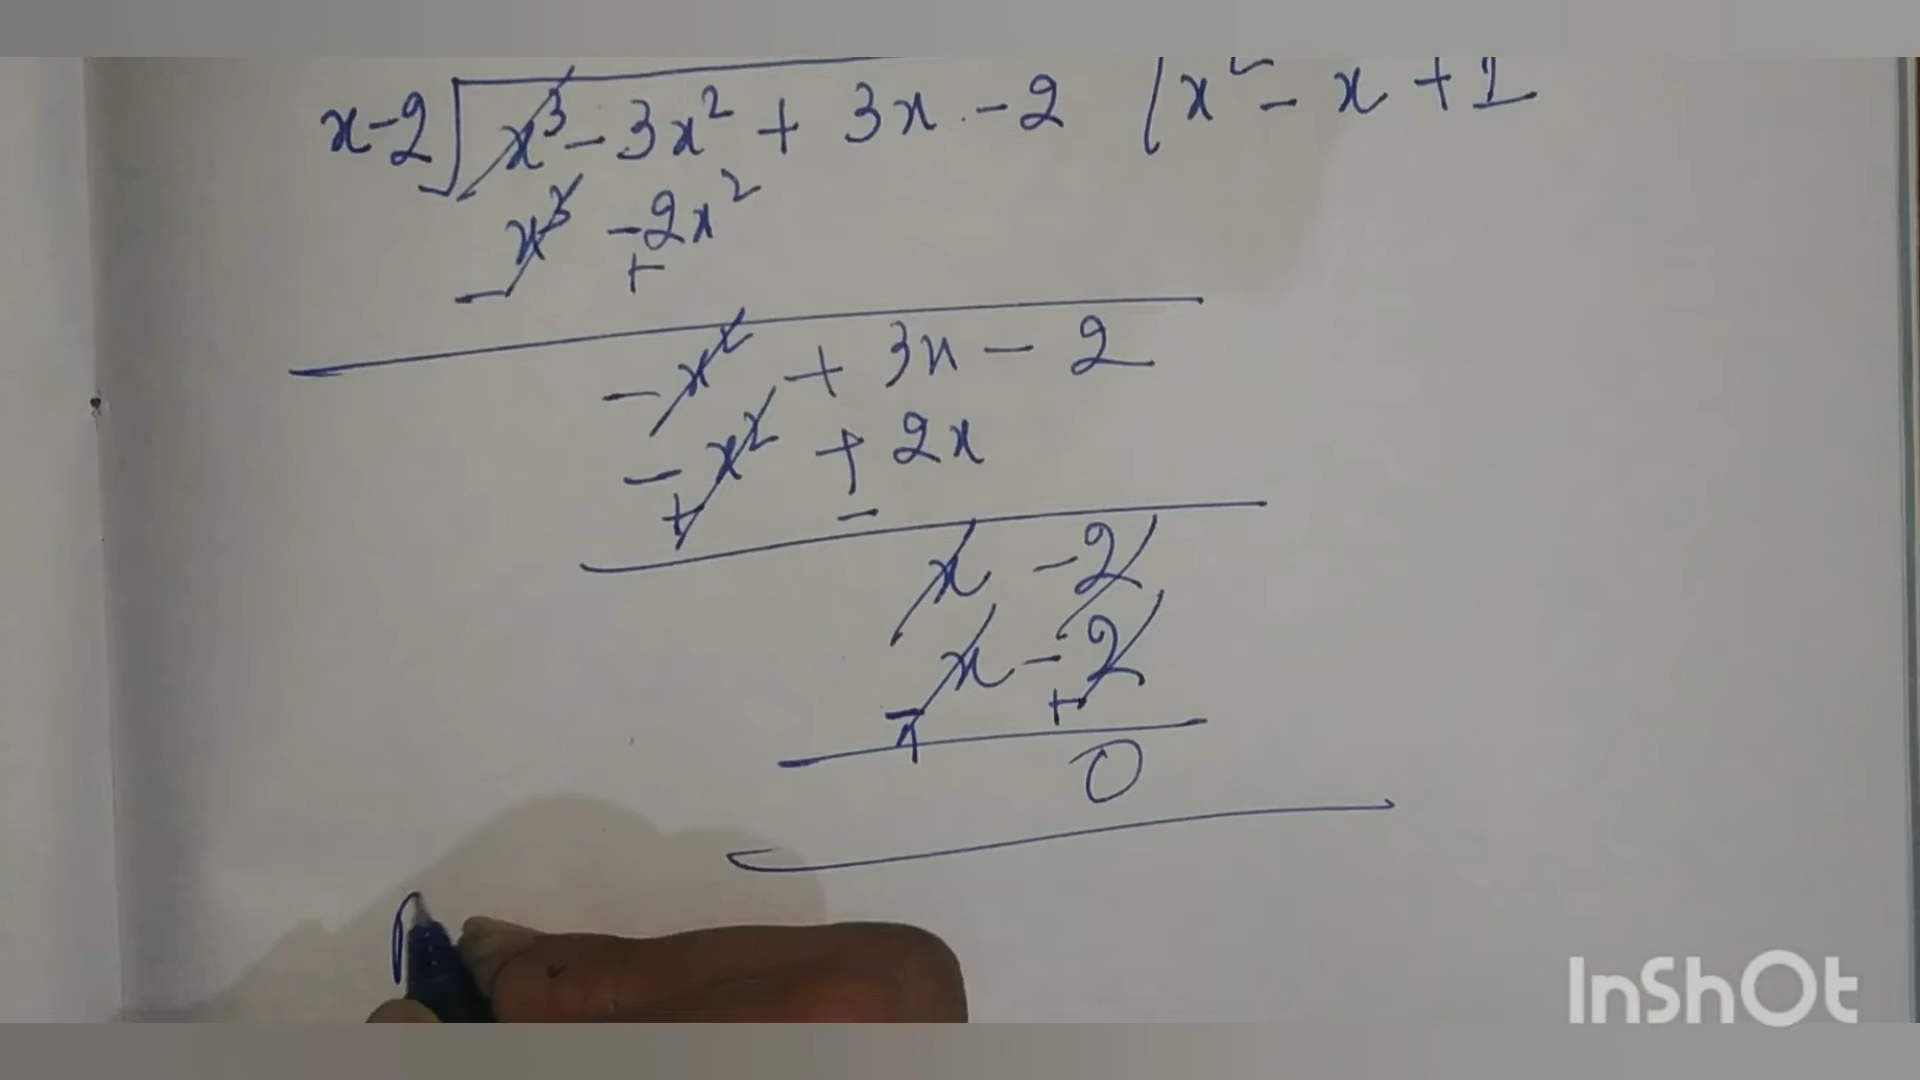 x-2 √ x³ - 3x² + 3x - 2 ( x² - x + 1
x³ - 2x²
- +
- x² + 3x - 2
- x² + 2x
+ -
x - 2
x - 2
- +
0
InShOt